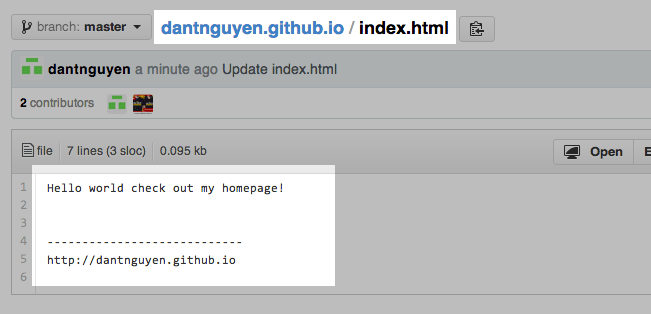 branch: master
dantnguyen.github.io / index.html
dantnguyen a minute ago Update index.html
2 contributors
file 7 lines (3 sloc) 0.095 kb Open E
1 Hello world check out my homepage!
2
3
4 ----------------------------
5 http://dantnguyen.github.io
6